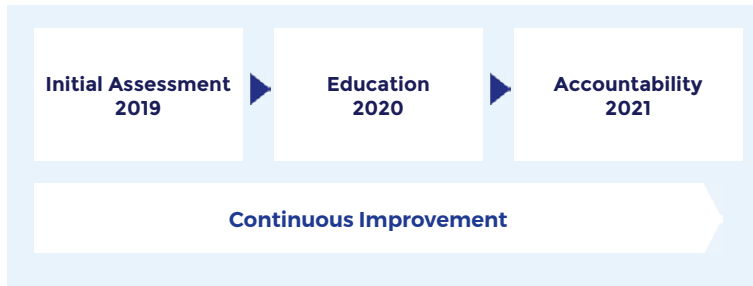 Initial Assessment
2019
Education
2020
Accountability
2021
Continuous Improvement